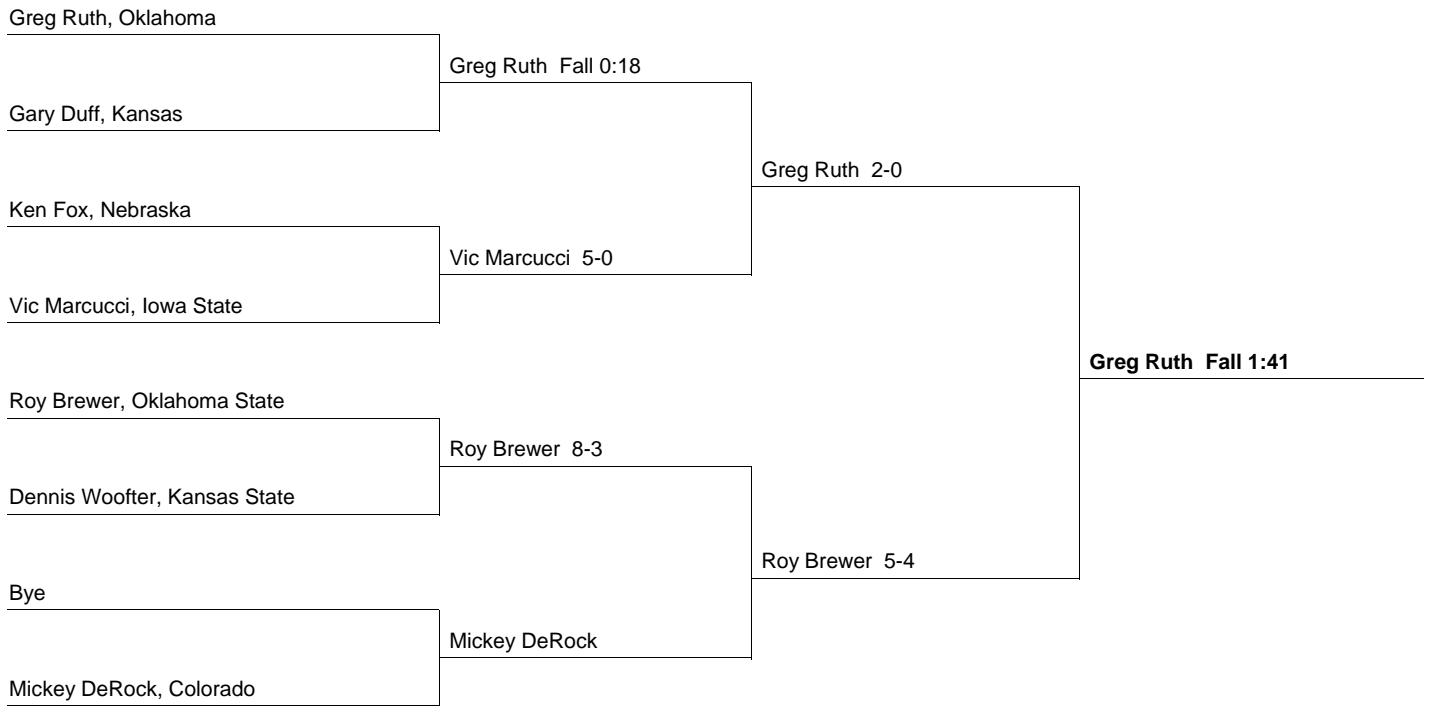 Greg Ruth, Oklahoma
Greg Ruth  Fall 0:18
Gary Duff, Kansas
Greg Ruth  2-0
Ken Fox, Nebraska
Vic Marcucci  5-0
Vic Marcucci, Iowa State
Greg Ruth  Fall 1:41
Roy Brewer, Oklahoma State
Roy Brewer  8-3
Dennis Woofter, Kansas State
Roy Brewer  5-4
Bye
Mickey DeRock
Mickey DeRock, Colorado